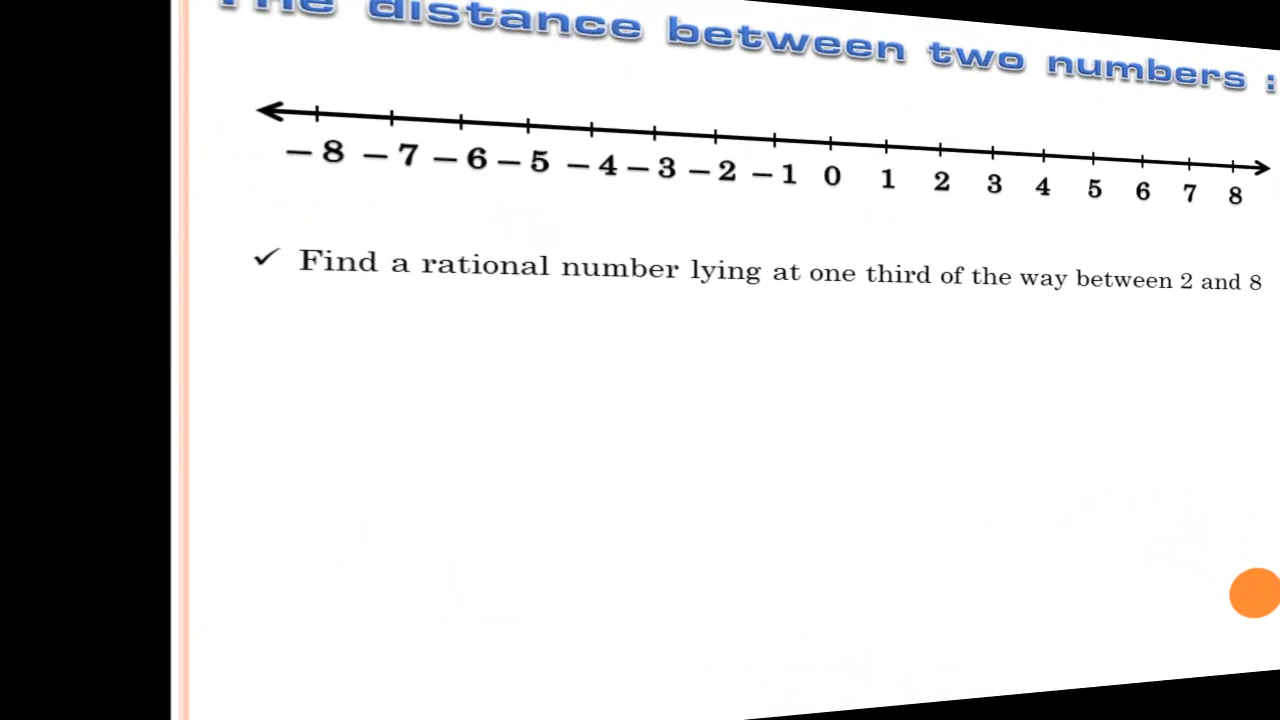 The distance between two numbers :
– 8 – 7 – 6 – 5 – 4 – 3 – 2 – 1 0 1 2 3 4 5 6 7 8
✓ Find a rational number lying at one third of the way between 2 and 8